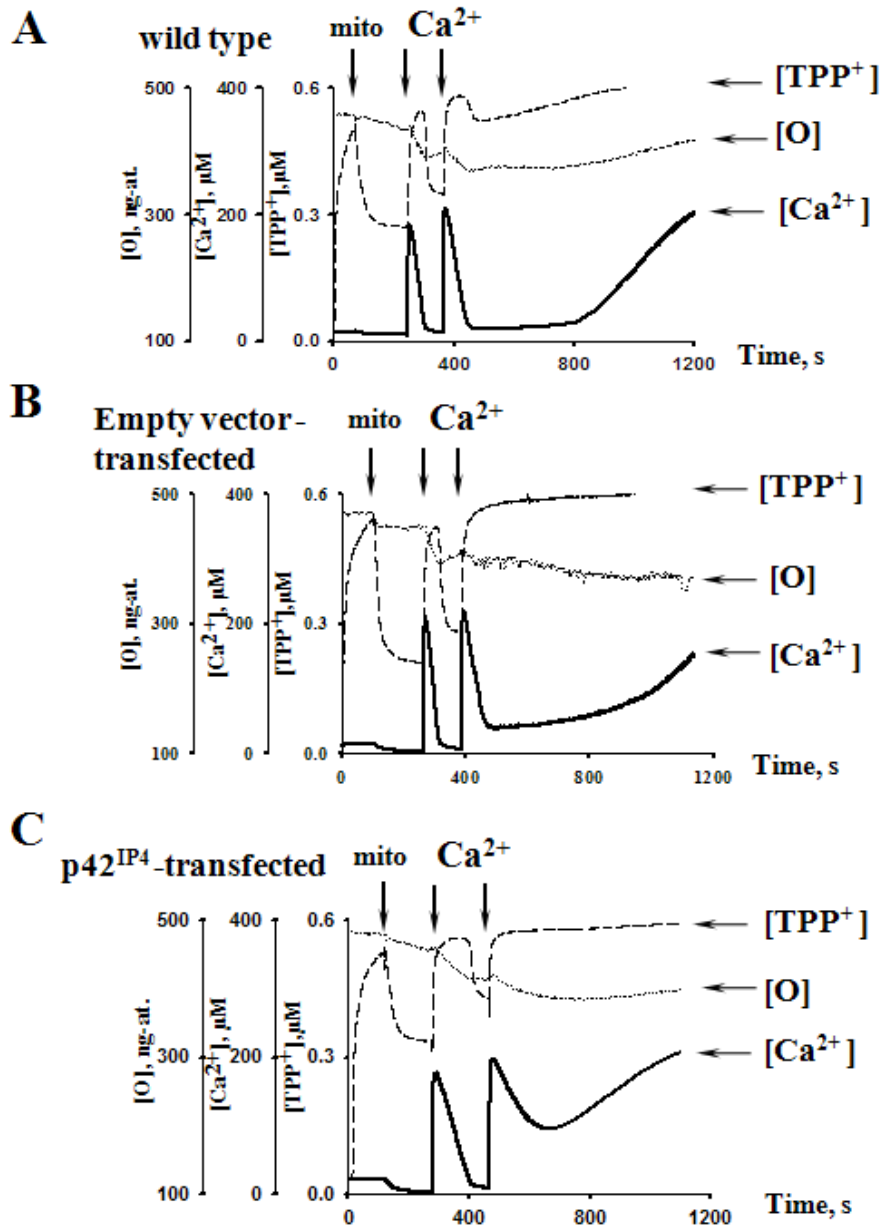 A
wild type
mito
Ca²⁺
[O], ng-at.
[Ca²⁺], µM
[TPP⁺],µM
500
400
0.6
300
200
0.3
100
0
0.0
0
400
800
1200
Time, s
[TPP⁺]
[O]
[Ca²⁺]
B
Empty vector-
transfected
mito
Ca²⁺
[O], ng-at.
[Ca²⁺], µM
[TPP⁺],µM
500
400
0.6
300
200
0.3
100
0
0.0
0
400
800
1200
Time, s
[TPP⁺]
[O]
[Ca²⁺]
C
p42ᴵᴾ⁴-transfected
mito
Ca²⁺
[O], ng-at.
[Ca²⁺], µM
[TPP⁺],µM
500
400
0.6
300
200
0.3
100
0
0.0
0
400
800
1200
Time, s
[TPP⁺]
[O]
[Ca²⁺]